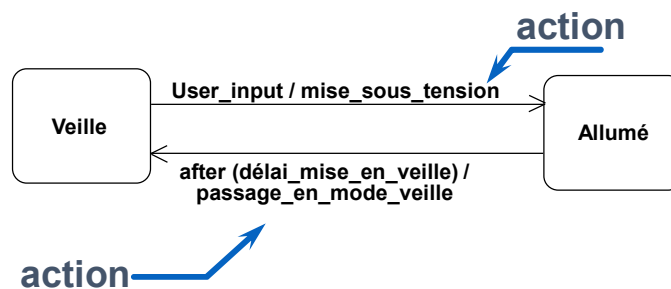 action
User_input / mise_sous_tension
Veille
Allumé
after (délai_mise_en_veille) /
passage_en_mode_veille
action